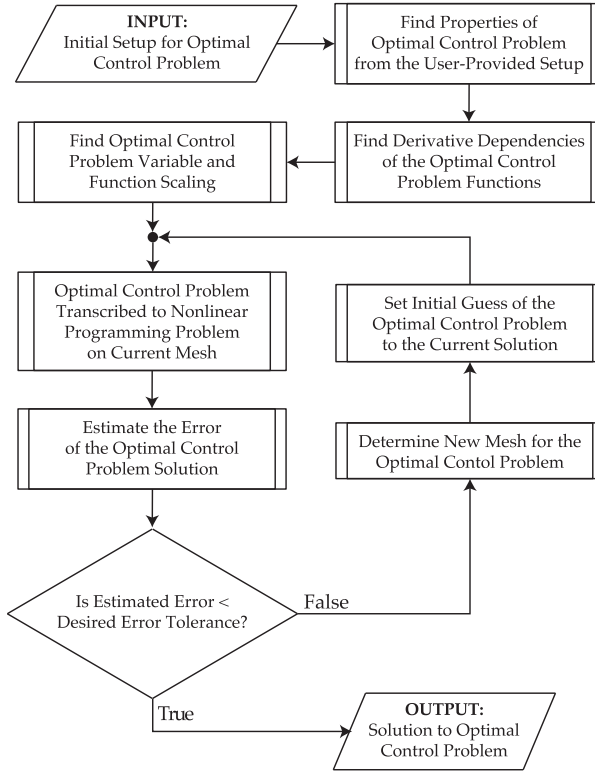 INPUT:
Initial Setup for Optimal
Control Problem
Find Properties of
Optimal Control Problem
from the User-Provided Setup
Find Optimal Control
Problem Variable and
Function Scaling
Find Derivative Dependencies
of the Optimal Control
Problem Functions
Optimal Control Problem
Transcribed to Nonlinear
Programming Problem
on Current Mesh
Set Initial Guess of the
Optimal Control Problem
to the Current Solution
Estimate the Error
of the Optimal Control
Problem Solution
Determine New Mesh for the
Optimal Contol Problem
Is Estimated Error <
Desired Error Tolerance?
False
True
OUTPUT:
Solution to Optimal
Control Problem